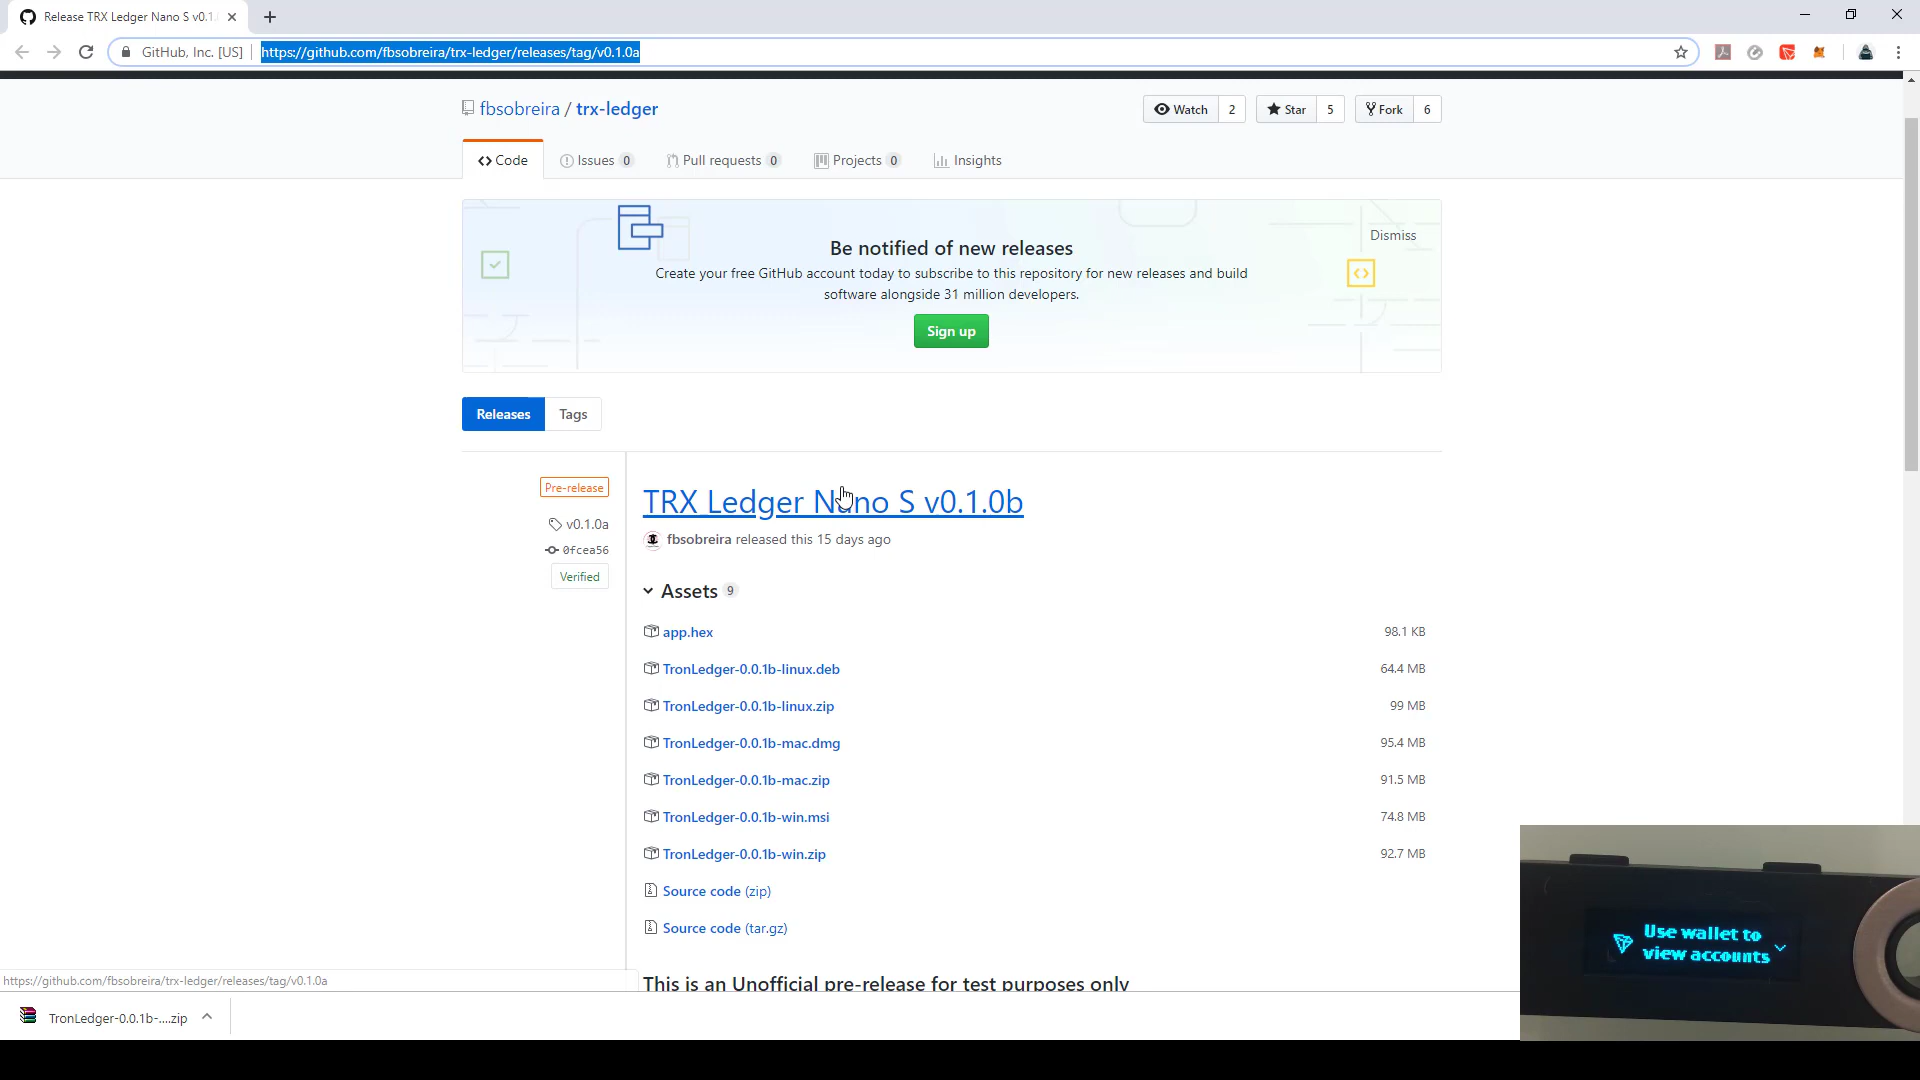 Release TRX Ledger Nano S v0.1.
GitHub, Inc. [US]
https://github.com/fbsobreira/trx-ledger/releases/tag/v0.1.0a
fbsobreira / trx-ledger
Watch 2
Star 5
Fork 6
Code
Issues 0
Pull requests 0
Projects 0
Insights
Be notified of new releases
Dismiss
Create your free GitHub account today to subscribe to this repository for new releases and build
software alongside 31 million developers.
Sign up
Releases
Tags
Pre-release
v0.1.0a
0fcea56
Verified
TRX Ledger Nano S v0.1.0b
fbsobreira released this 15 days ago
Assets 9
app.hex 98.1 KB
TronLedger-0.0.1b-linux.deb 64.4 MB
TronLedger-0.0.1b-linux.zip 99 MB
TronLedger-0.0.1b-mac.dmg 95.4 MB
TronLedger-0.0.1b-mac.zip 91.5 MB
TronLedger-0.0.1b-win.msi 74.8 MB
TronLedger-0.0.1b-win.zip 92.7 MB
Source code (zip)
Source code (tar.gz)
This is an Unofficial pre-release for test purposes only
https://github.com/fbsobreira/trx-ledger/releases/tag/v0.1.0a
TronLedger-0.0.1b-....zip
Use wallet to
view accounts